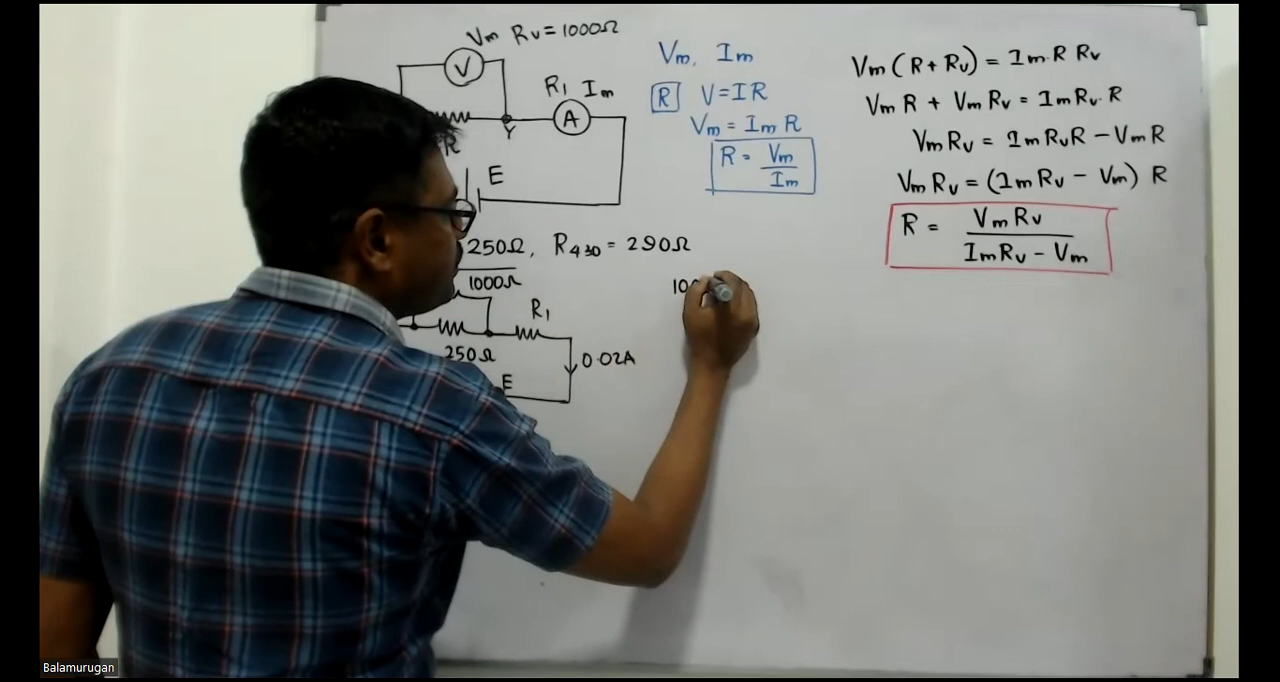 Vm Rv = 1000Ω
V
R1 Im
A
Y
R
E
250Ω, R430 = 290Ω
1000Ω
R1
250Ω
0.02A
E
Vm, Im
R V = IR
Vm = Im R
R = Vm
Im
100
Vm (R + Rv) = Im.R Rv
Vm R + Vm Rv = Im Rv.R
Vm Rv = Im RvR - Vm R
Vm Rv = (Im Rv - Vm) R
R = Vm Rv
Im Rv - Vm
Balamurugan